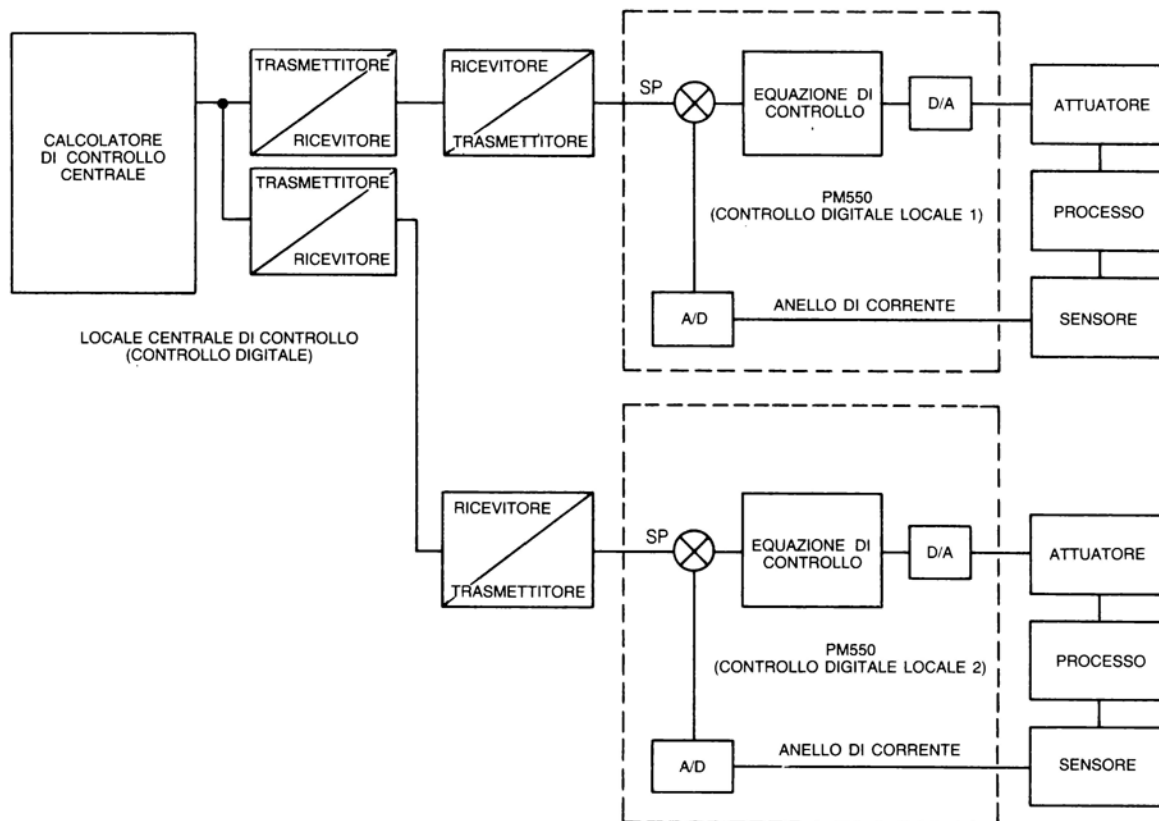 CALCOLATORE
DI CONTROLLO
CENTRALE
TRASMETTITORE
RICEVITORE
TRASMETTITORE
RICEVITORE
RICEVITORE
TRASMETTITORE
LOCALE CENTRALE DI CONTROLLO
(CONTROLLO DIGITALE)
SP
EQUAZIONE DI
CONTROLLO
D/A
PM550
(CONTROLLO DIGITALE LOCALE 1)
A/D
ANELLO DI CORRENTE
ATTUATORE
PROCESSO
SENSORE
RICEVITORE
TRASMETTITORE
SP
EQUAZIONE DI
CONTROLLO
D/A
PM550
(CONTROLLO DIGITALE LOCALE 2)
A/D
ANELLO DI CORRENTE
ATTUATORE
PROCESSO
SENSORE